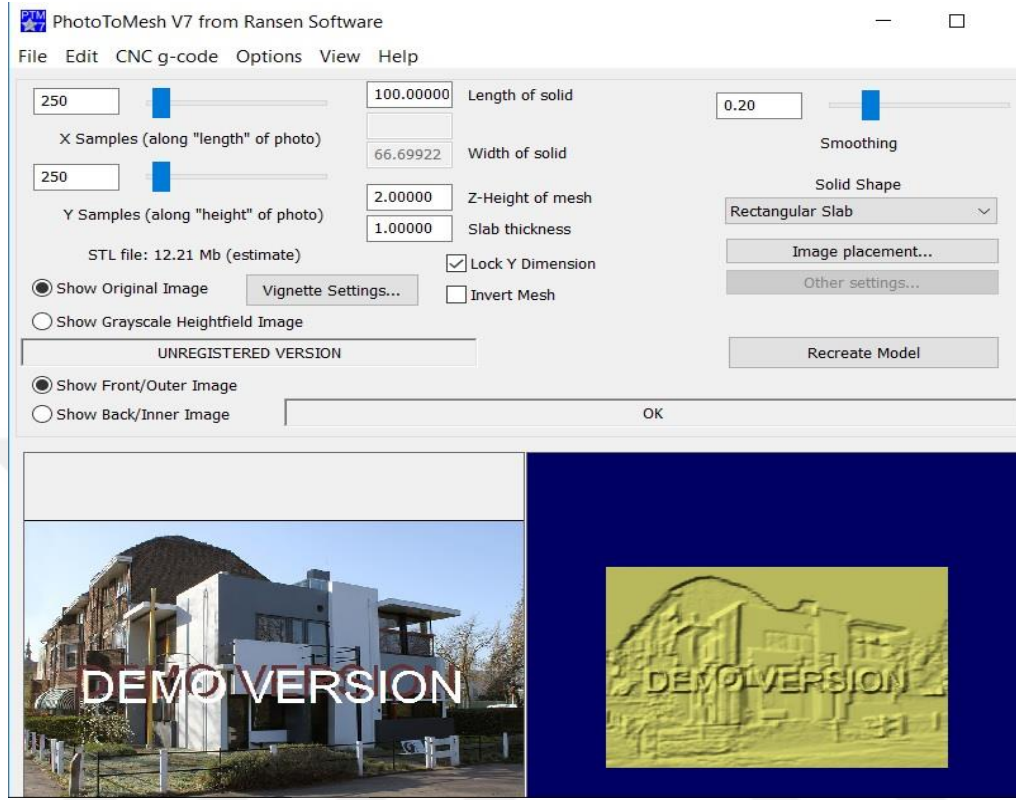 PTM 7 PhotoToMesh V7 from Ransen Software
File Edit CNC g-code Options View Help
250
X Samples (along "length" of photo)
250
Y Samples (along "height" of photo)
STL file: 12.21 Mb (estimate)
100.00000 Length of solid
66.69922 Width of solid
2.00000 Z-Height of mesh
1.00000 Slab thickness
Lock Y Dimension
Invert Mesh
0.20
Smoothing
Solid Shape
Rectangular Slab
Image placement...
Other settings...
Show Original Image
Vignette Settings...
Show Grayscale Heightfield Image
UNREGISTERED VERSION
Recreate Model
Show Front/Outer Image
Show Back/Inner Image
OK
DEMO VERSION
DEMO VERSION